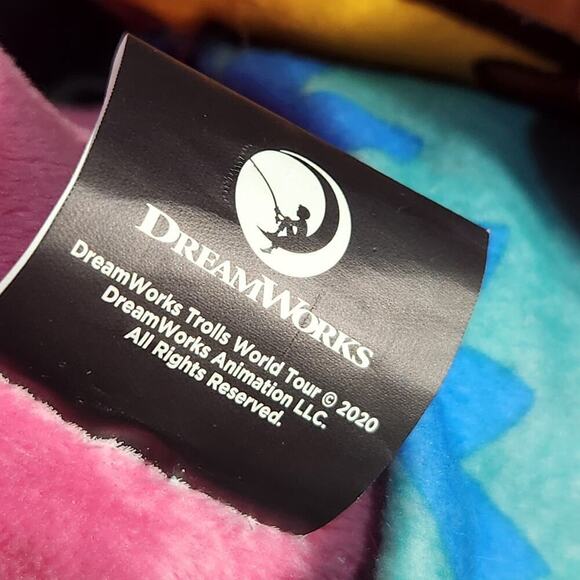 DREAMWORKS
DreamWorks Trolls World Tour © 2020
DreamWorks Animation LLC.
All Rights Reserved.